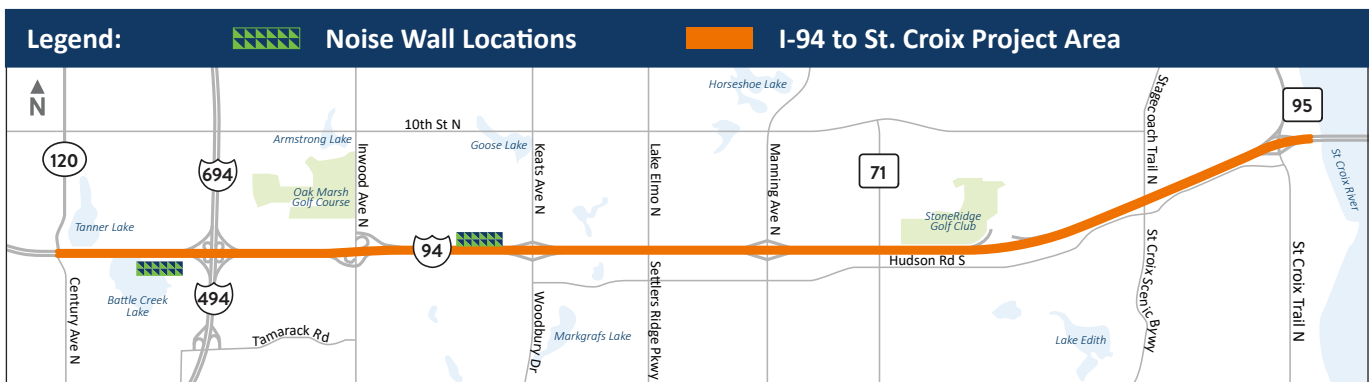 Legend:
Noise Wall Locations
I-94 to St. Croix Project Area
N
Horseshoe Lake
Stagecoach Trail N
95
10th St N
Armstrong Lake
Goose Lake
120
694
Inwood Ave N
Keats Ave N
Lake Elmo N
Manning Ave N
71
St Croix River
Oak Marsh
Golf Course
StoneRidge
Golf Club
Tanner Lake
94
Hudson Rd S
Century Ave N
Battle Creek
Lake
494
Tamarack Rd
Woodbury Dr
Markgrafs Lake
Settlers Ridge Pkwy
Lake Edith
St Croix Scenic Bywy
St Croix Trail N